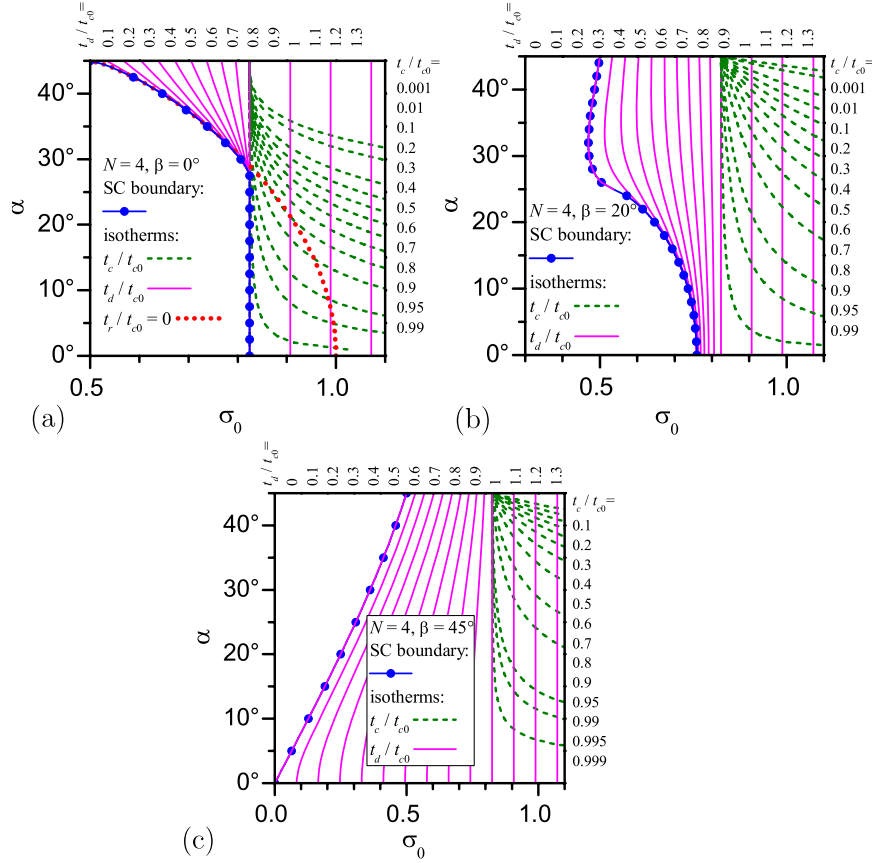 t_d / t_c0=
0.1 0.2 0.3 0.4 0.5 0.6 0.7 0.8 0.9 1 1.1 1.2 1.3
t_c / t_c0=
0.001
0.01
0.1
0.2
0.3
0.4
0.5
0.6
0.7
0.8
0.9
0.95
0.99
40°
30°
20°
10°
0°
α
N = 4, β = 0°
SC boundary:
isotherms:
t_c / t_c0
t_d / t_c0
t_r / t_c0 = 0
0.5 1.0
(a) σ_0
t_d / t_c0=
0 0.1 0.2 0.3 0.4 0.5 0.6 0.7 0.8 0.9 1 1.1 1.2 1.3
t_c / t_c0=
0.001
0.01
0.1
0.2
0.3
0.4
0.5
0.6
0.7
0.8
0.9
0.95
0.99
40°
30°
20°
10°
0°
α
N = 4, β = 20°
SC boundary:
isotherms:
t_c / t_c0
t_d / t_c0
0.5 1.0
(b) σ_0
t_d / t_c0=
0 0.1 0.2 0.3 0.4 0.5 0.6 0.7 0.8 0.9 1 1.1 1.2 1.3
t_c / t_c0=
0.1
0.2
0.3
0.4
0.5
0.6
0.7
0.8
0.9
0.95
0.99
0.995
0.999
40°
30°
20°
10°
0°
α
N = 4, β = 45°
SC boundary:
isotherms:
t_c / t_c0
t_d / t_c0
0.0 0.5 1.0
(c) σ_0